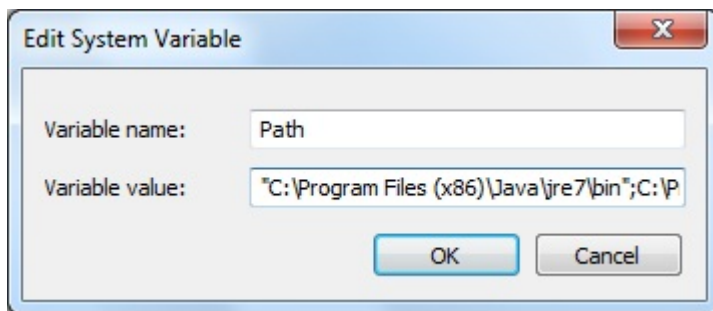 Edit System Variable
Variable name: Path
Variable value: "C:\Program Files (x86)\Java\jre7\bin";C:\P
OK Cancel